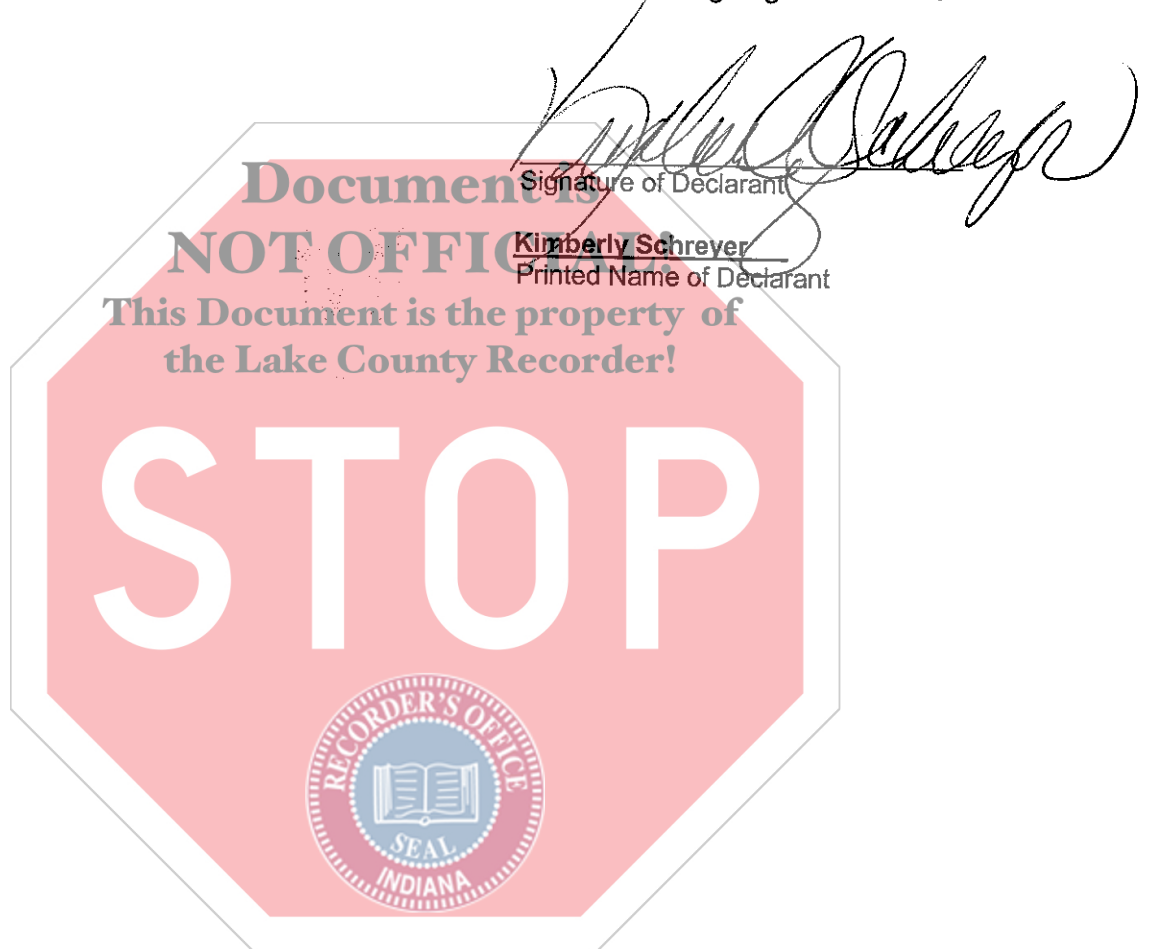 Document is
Signature of Declarant
NOT OFFICIAL!
Kimberly Schreyer
Printed Name of Declarant
This Document is the property of
the Lake County Recorder!
STOP
RECORDER'S OFFICE
SEAL
INDIANA